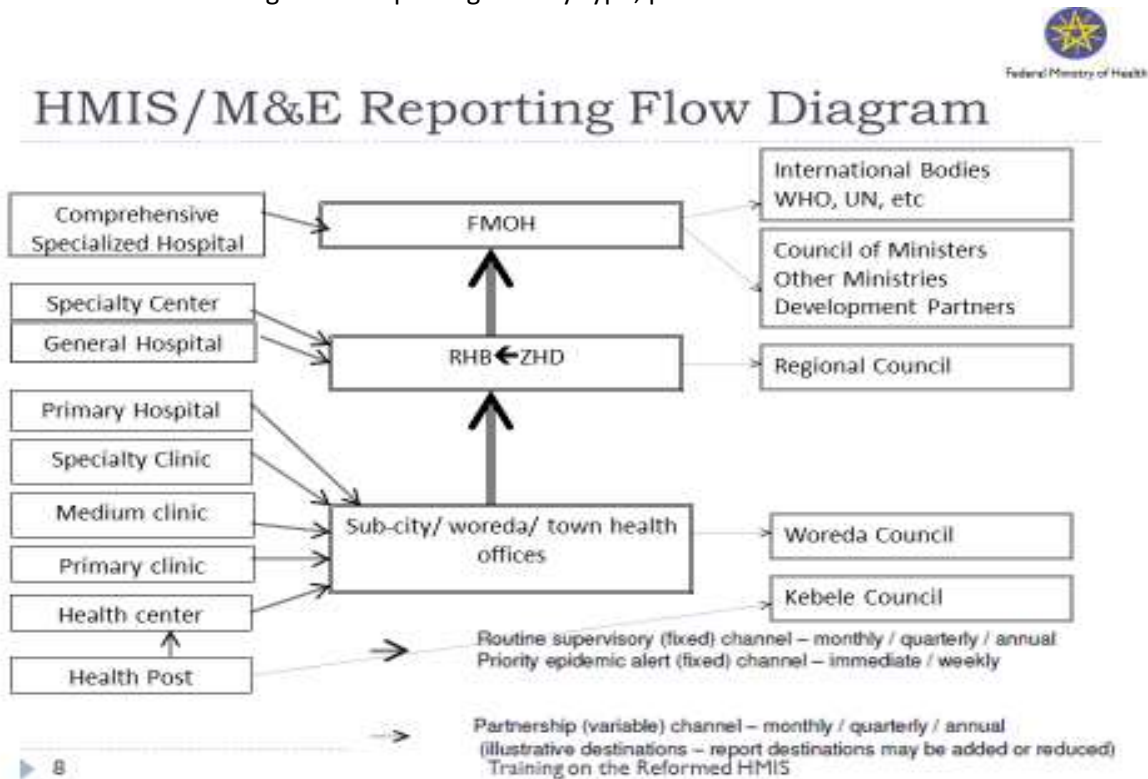 Federal Ministry of Health
HMIS/M&E Reporting Flow Diagram
Comprehensive
Specialized Hospital
Specialty Center
General Hospital
Primary Hospital
Specialty Clinic
Medium clinic
Primary clinic
Health center
Health Post
FMOH
RHB ← ZHD
Sub-city/ woreda/ town health
offices
International Bodies
WHO, UN, etc
Council of Ministers
Other Ministries
Development Partners
Regional Council
Woreda Council
Kebele Council
Routine supervisory (fixed) channel – monthly / quarterly / annual
Priority epidemic alert (fixed) channel – immediate / weekly
Partnership (variable) channel – monthly / quarterly / annual
(illustrative destinations – report destinations may be added or reduced)
Training on the Reformed HMIS
8